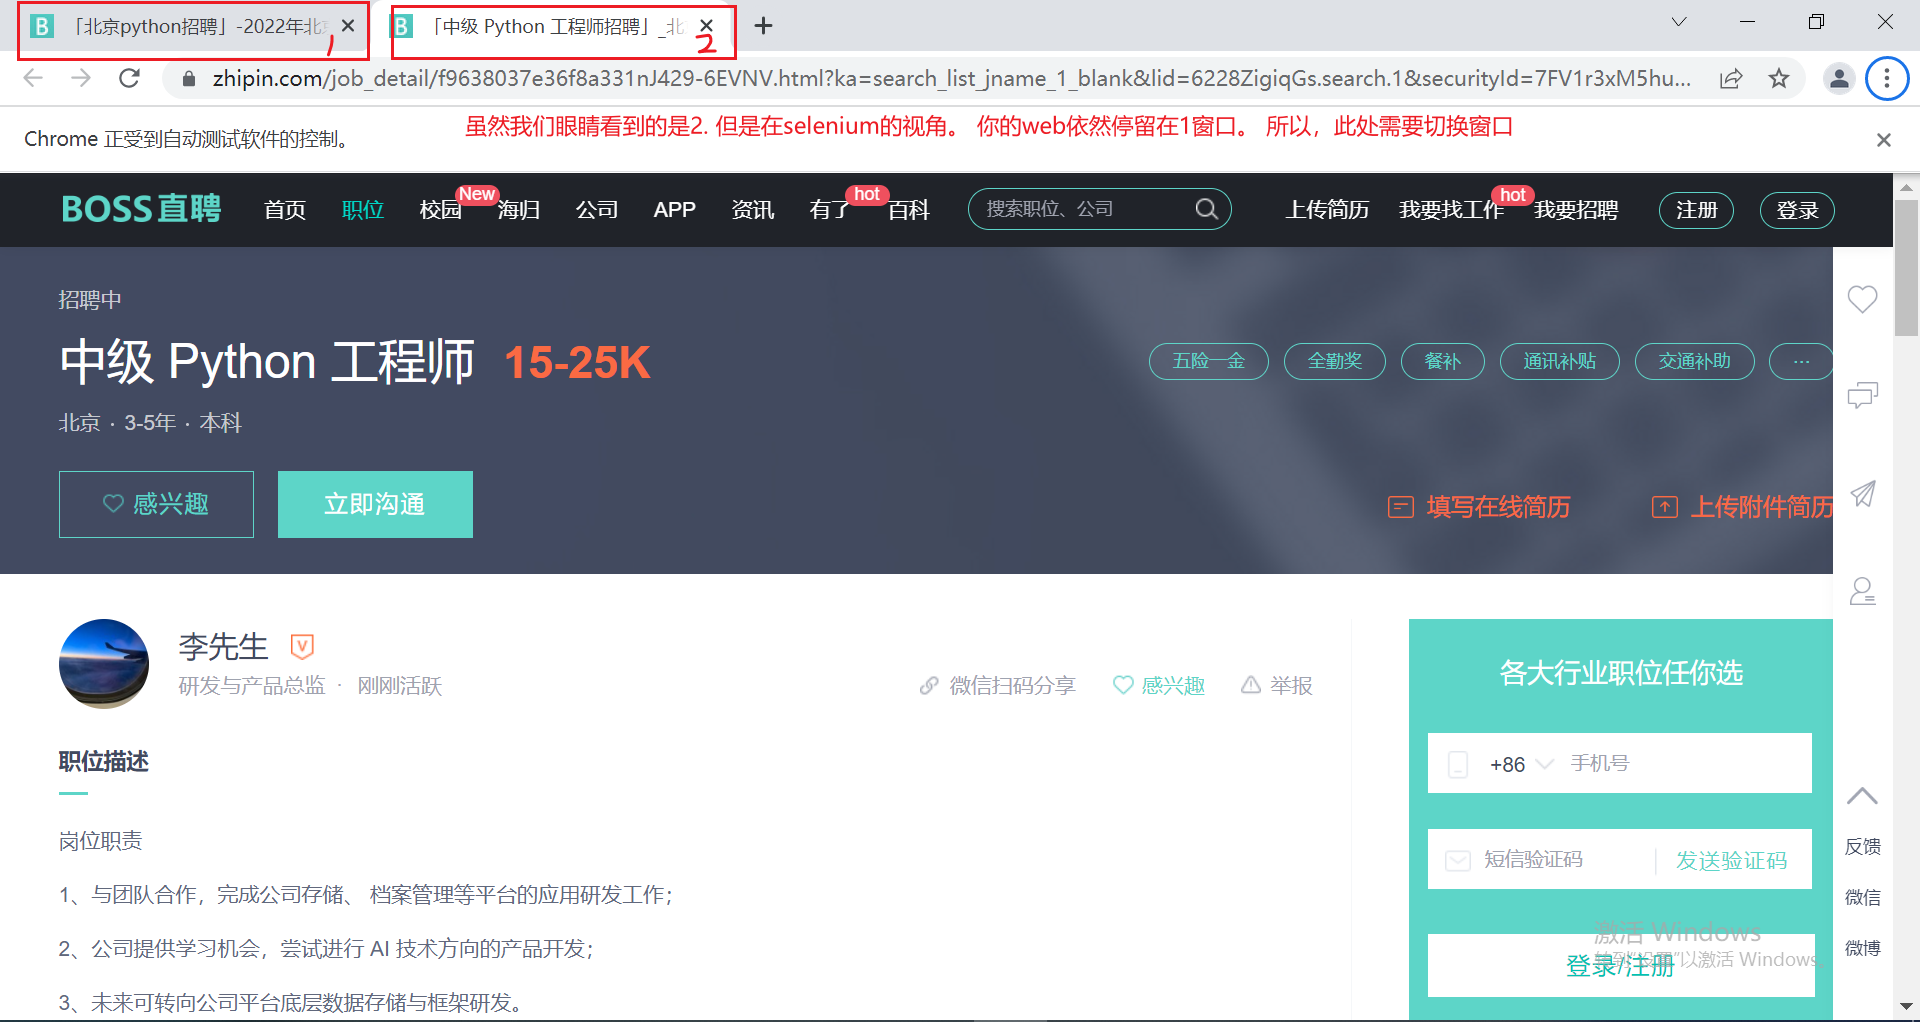 「北京python招聘」-2022年北
1
「中级 Python 工程师招聘」_北
2
zhipin.com/job_detail/f9638037e36f8a331nJ429-6EVNV.html?ka=search_list_jname_1_blank&lid=6228ZigiqGs.search.1&securityId=7FV1r3xM5hu...
虽然我们眼睛看到的是2. 但是在selenium的视角。 你的web依然停留在1窗口。 所以，此处需要切换窗口
Chrome 正受到自动测试软件的控制。
BOSS直聘 首页 职位 校园 New 海归 公司 APP 资讯 有了 hot 百科 搜索职位、公司 上传简历 我要找工作 hot 我要招聘 注册 登录
招聘中
中级 Python 工程师 15-25K
五险一金 全勤奖 餐补 通讯补贴 交通补助 ...
北京 · 3-5年 · 本科
感兴趣 立即沟通
填写在线简历 上传附件简历
李先生
研发与产品总监 · 刚刚活跃
微信扫码分享 感兴趣 举报
各大行业职位任你选
职位描述
+86 手机号
岗位职责
短信验证码 发送验证码
反馈
1、与团队合作，完成公司存储、 档案管理等平台的应用研发工作；
微信
激活 Windows
2、公司提供学习机会，尝试进行 AI 技术方向的产品开发；
微博
转到“设置”以激活 Windows。
登录/注册
3、未来可转向公司平台底层数据存储与框架研发。